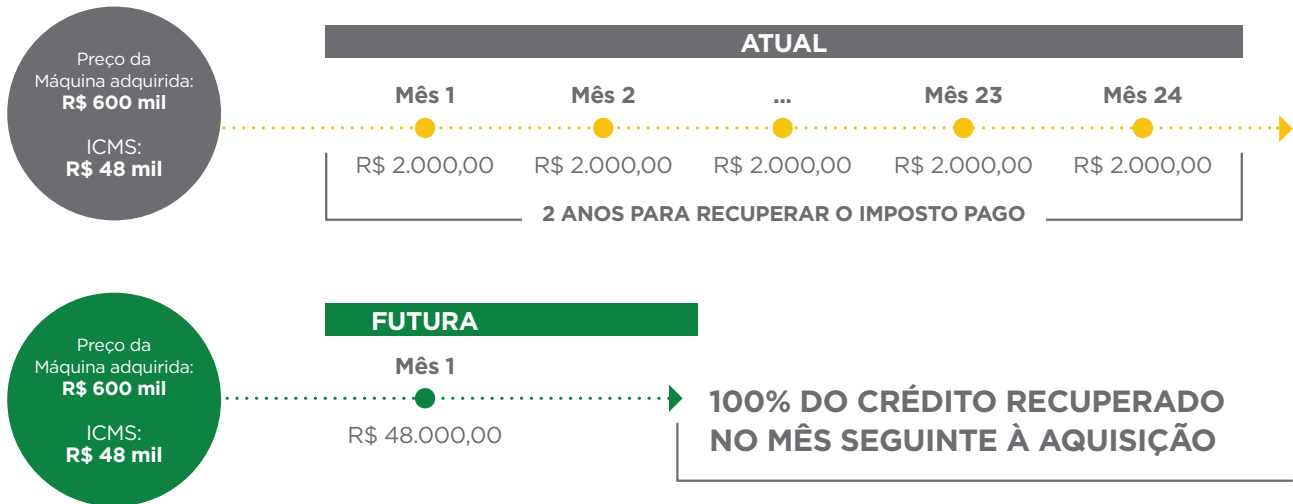 Preço da
Máquina adquirida:
R$ 600 mil
ICMS:
R$ 48 mil
ATUAL
Mês 1 Mês 2 ... Mês 23 Mês 24
R$ 2.000,00 R$ 2.000,00 R$ 2.000,00 R$ 2.000,00 R$ 2.000,00
2 ANOS PARA RECUPERAR O IMPOSTO PAGO
Preço da
Máquina adquirida:
R$ 600 mil
ICMS:
R$ 48 mil
FUTURA
Mês 1
R$ 48.000,00
100% DO CRÉDITO RECUPERADO
NO MÊS SEGUINTE À AQUISIÇÃO